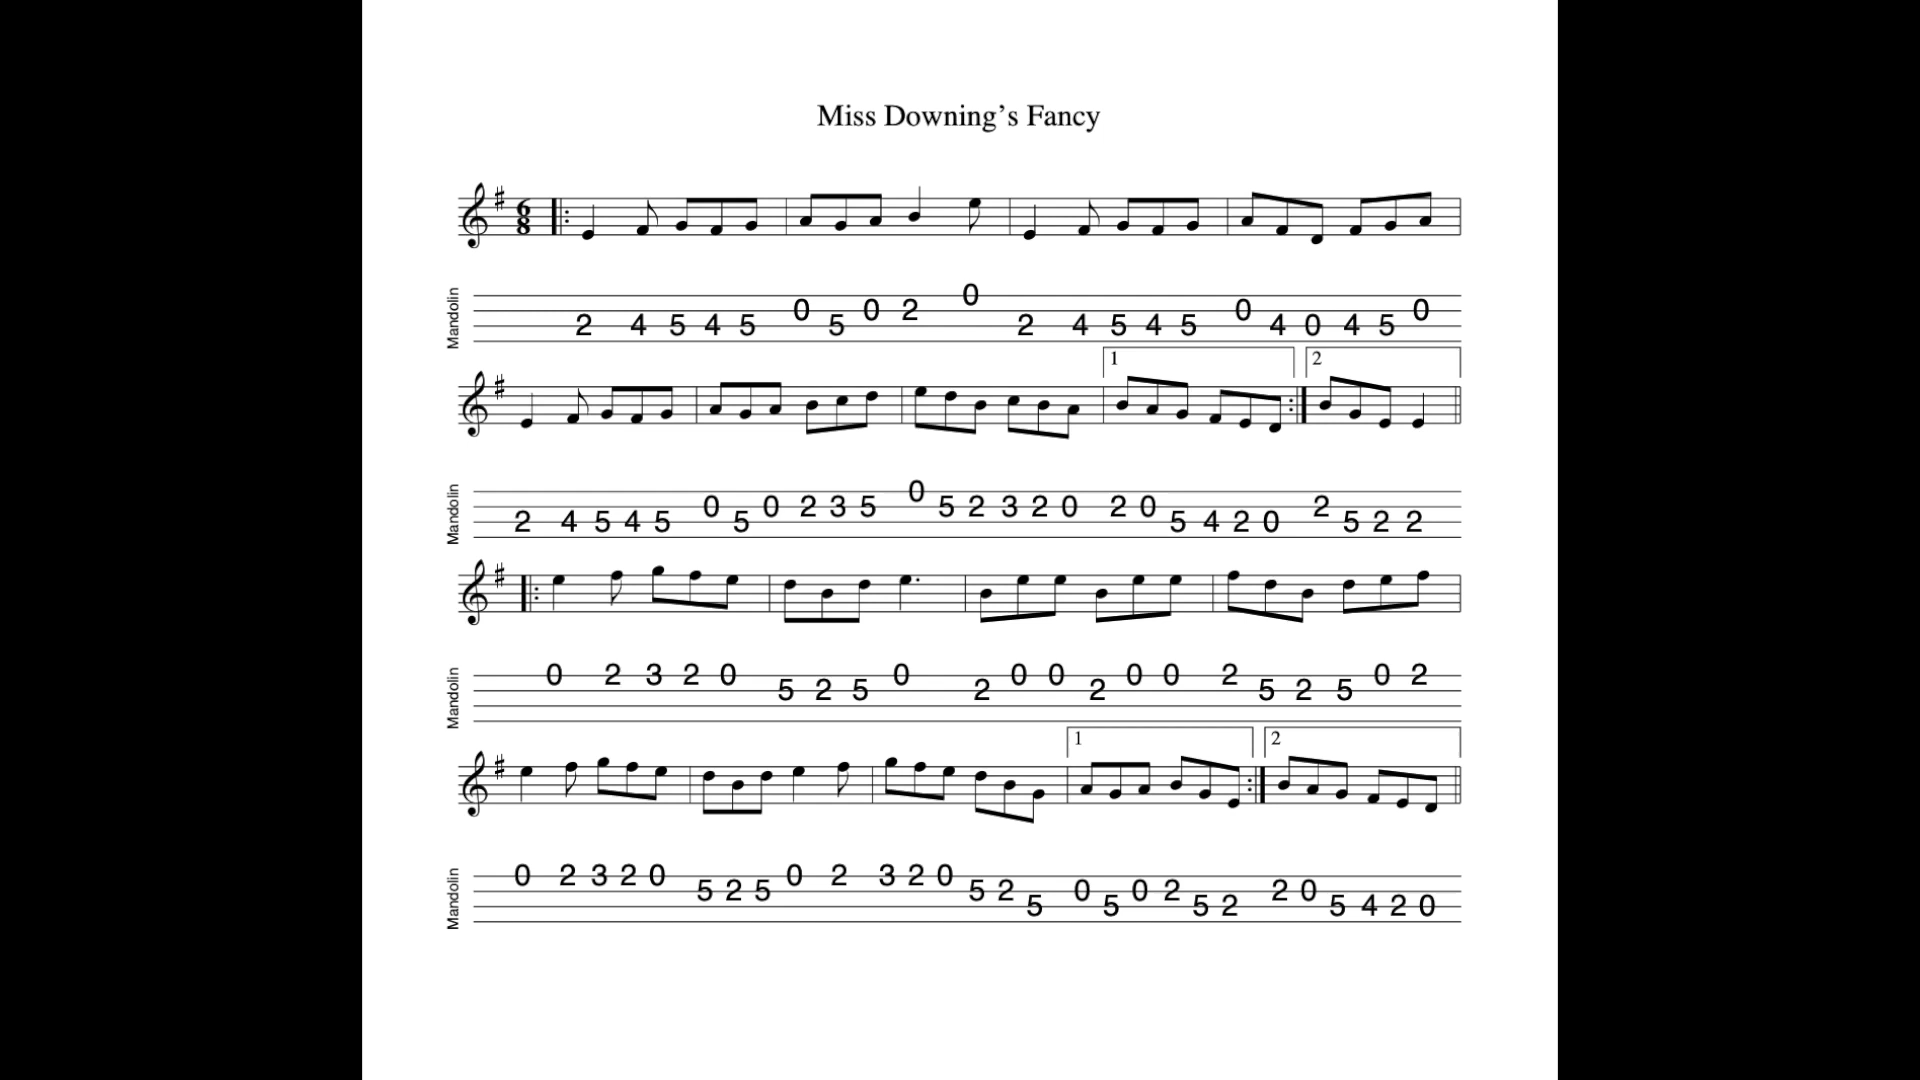 Miss Downing’s Fancy
6
8
Mandolin
2 4 5 4 5 0 5 0 2 0 2 4 5 4 5 0 4 0 4 5 0
1 2
Mandolin
2 4 5 4 5 0 5 0 2 3 5 0 5 2 3 2 0 2 0 5 4 2 0 2 5 2 2
Mandolin
0 2 3 2 0 5 2 5 0 2 0 0 2 0 0 2 5 2 5 0 2
1 2
Mandolin
0 2 3 2 0 5 2 5 0 2 3 2 0 5 2 5 0 5 0 2 5 2 2 0 5 4 2 0